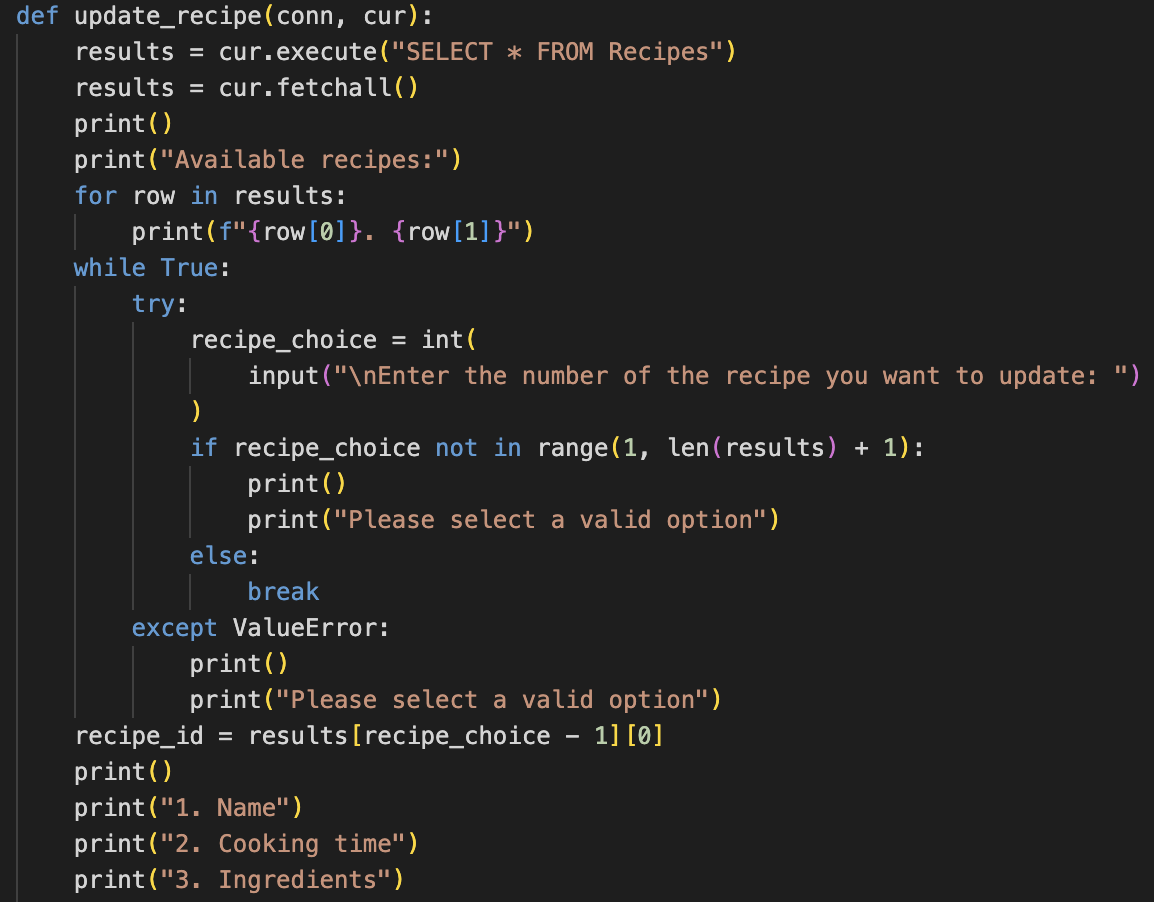 def update_recipe(conn, cur):
    results = cur.execute("SELECT * FROM Recipes")
    results = cur.fetchall()
    print()
    print("Available recipes:")
    for row in results:
        print(f"{row[0]}. {row[1]}")
    while True:
        try:
            recipe_choice = int(
                input("\nEnter the number of the recipe you want to update: ")
            )
            if recipe_choice not in range(1, len(results) + 1):
                print()
                print("Please select a valid option")
            else:
                break
        except ValueError:
            print()
            print("Please select a valid option")
    recipe_id = results[recipe_choice - 1][0]
    print()
    print("1. Name")
    print("2. Cooking time")
    print("3. Ingredients")